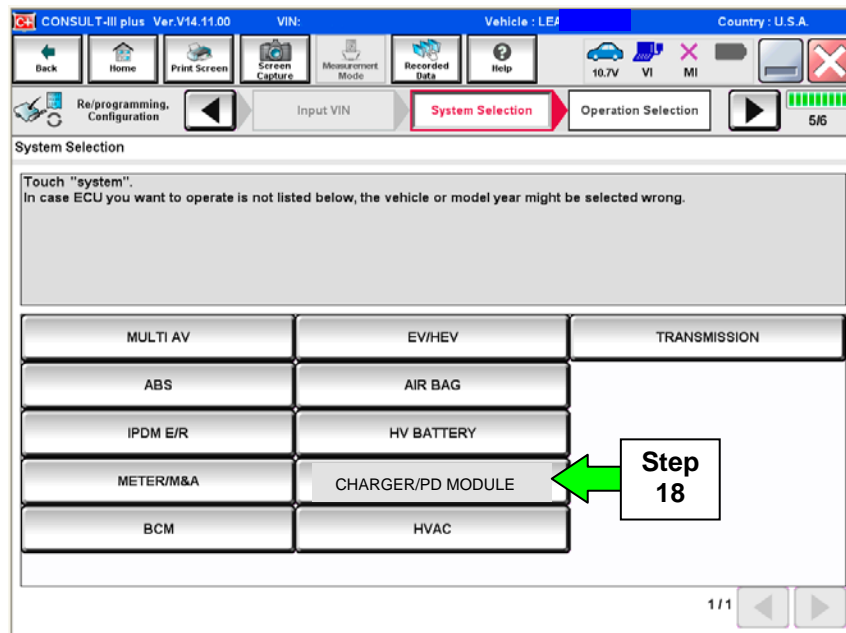 CONSULT-III plus Ver.V14.11.00 VIN: Vehicle : LEA Country : U.S.A.
Back Home Print Screen Screen Capture Measurement Mode Recorded Data Help 10.7V VI MI
Re/programming, Configuration Input VIN System Selection Operation Selection 5/6
System Selection
Touch "system".
In case ECU you want to operate is not listed below, the vehicle or model year might be selected wrong.
MULTI AV EV/HEV TRANSMISSION
ABS AIR BAG
IPDM E/R HV BATTERY
METER/M&A CHARGER/PD MODULE
Step 18
BCM HVAC
1/1